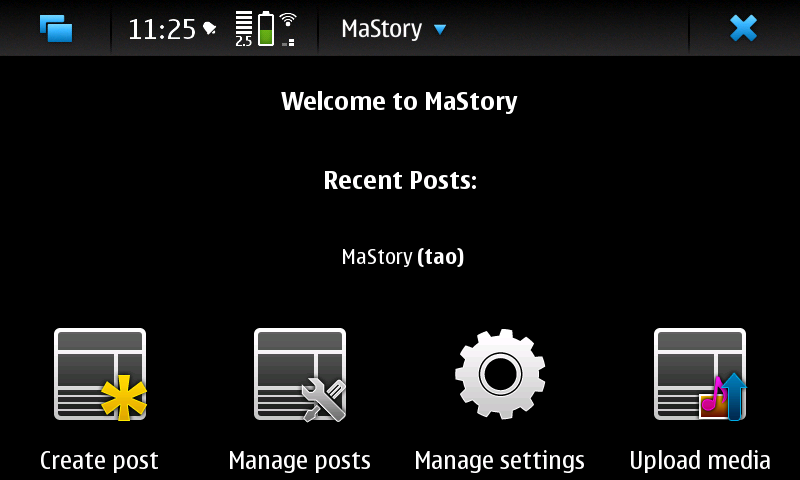 11:25
2.5
MaStory
Welcome to MaStory
Recent Posts:
MaStory (tao)
Create post
Manage posts
Manage settings
Upload media